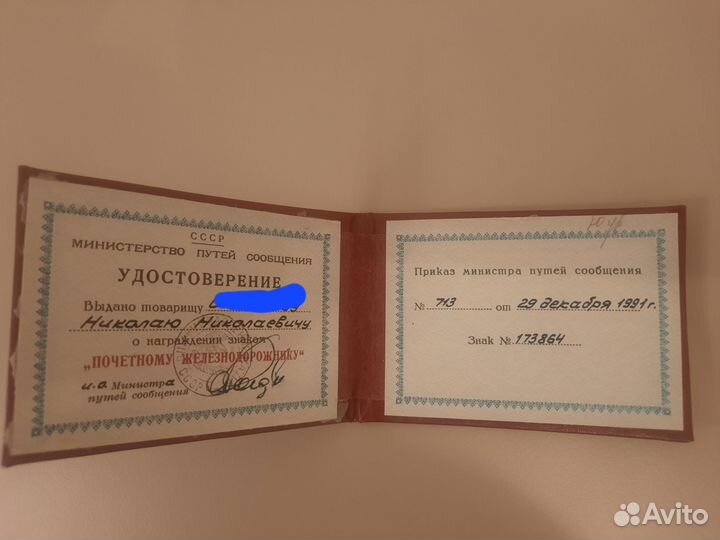 СССР
МИНИСТЕРСТВО ПУТЕЙ СООБЩЕНИЯ
УДОСТОВЕРЕНИЕ
Выдано товарищу
Николаю Николаевичу
о награждении знаком
„ПОЧЕТНОМУ ЖЕЛЕЗНОДОРОЖНИКУ“
и.о. Министра
путей сообщения
Приказ министра путей сообщения
№ 713 от 29 декабря 1991 г.
Знак № 173864
Avito